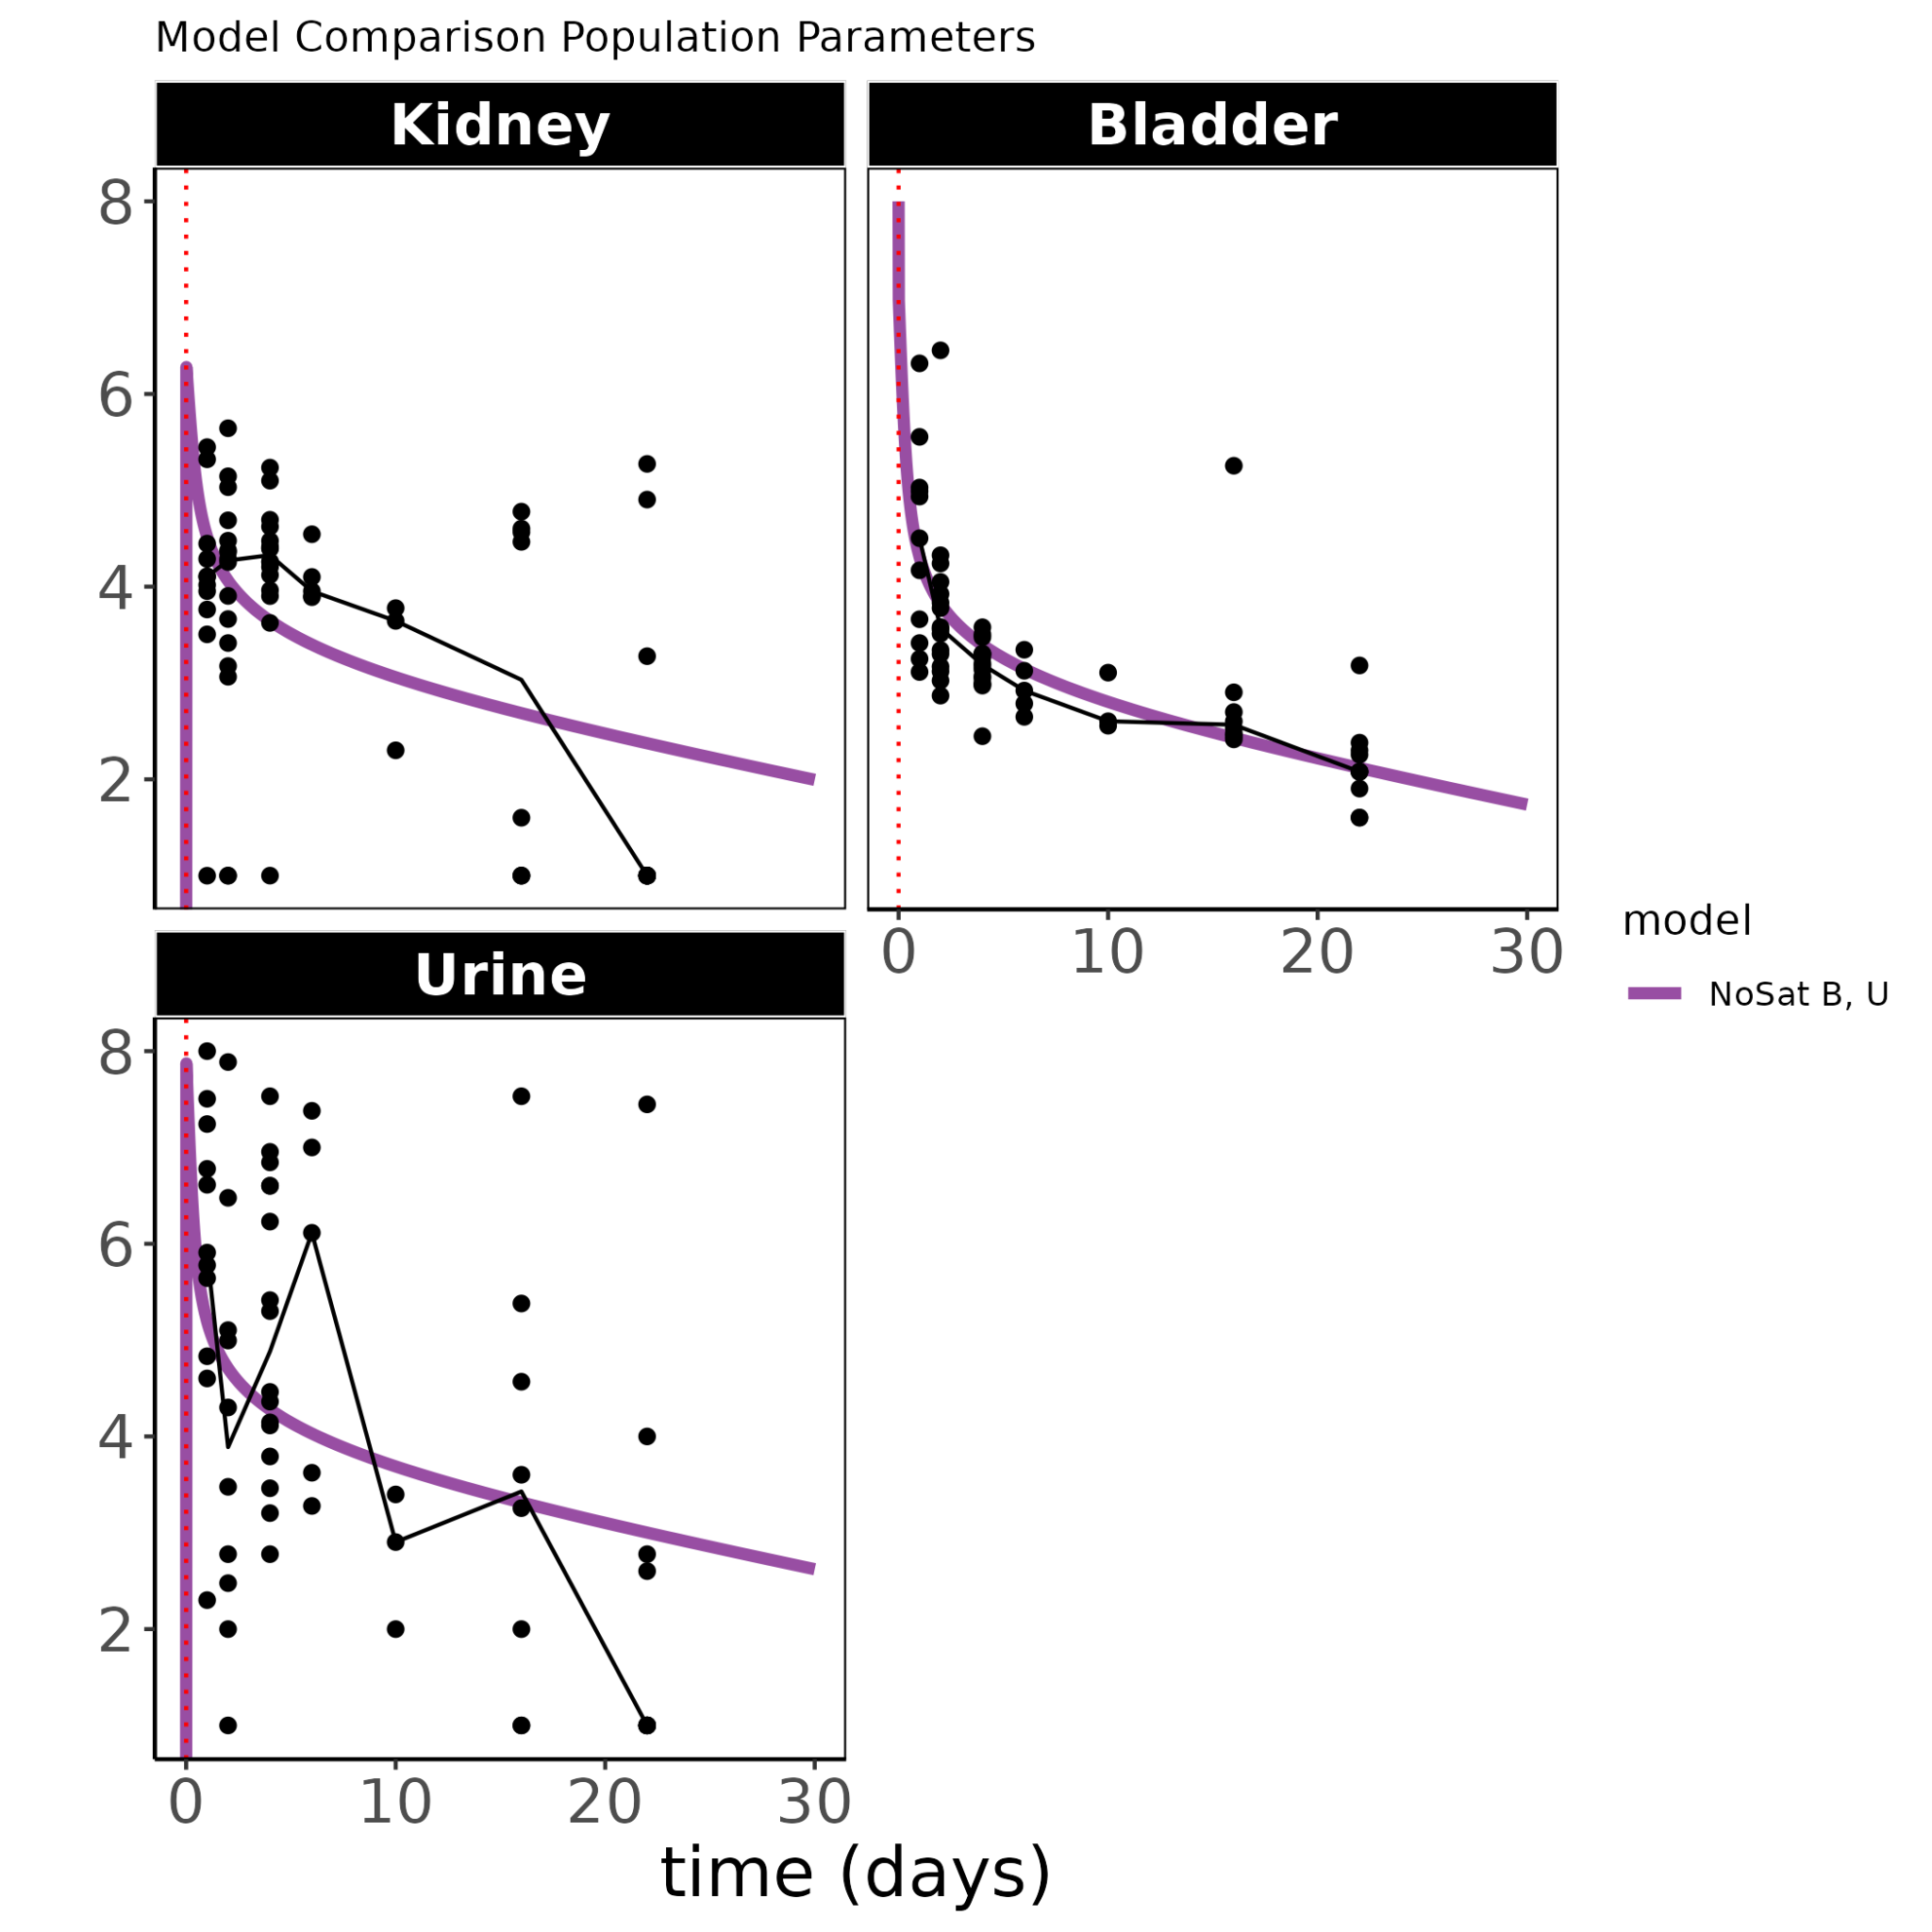 Model Comparison Population Parameters
Kidney
Bladder
8
6
4
2
0 10 20 30
model
NoSat B, U
Urine
8
6
4
2
0 10 20 30
time (days)